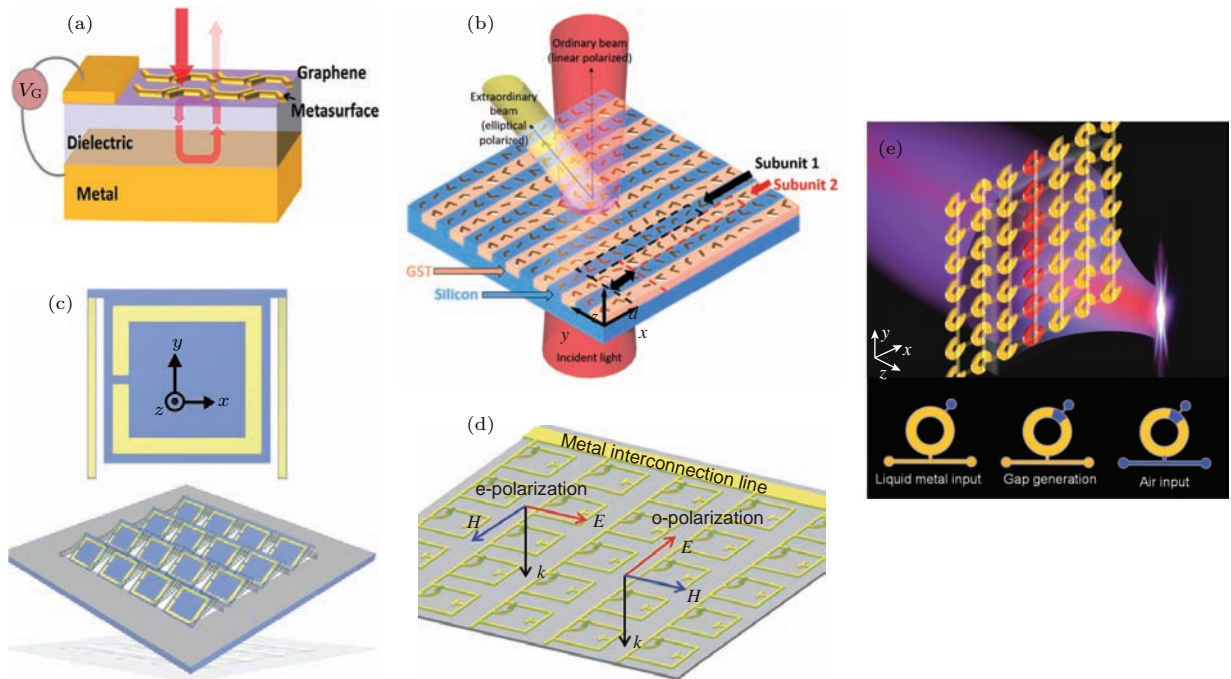 (a)
V_G
Graphene
Metasurface
Dielectric
Metal
(b)
Ordinary beam
(linear polarized)
Extraordinary
beam
(elliptical
polarized)
Subunit 1
Subunit 2
GST
Silicon
z
d
y
x
Incident light
(c)
y
z
x
(d)
Metal interconnection line
e-polarization
H
E
k
o-polarization
E
H
k
(e)
y
x
z
Liquid metal input
Gap generation
Air input